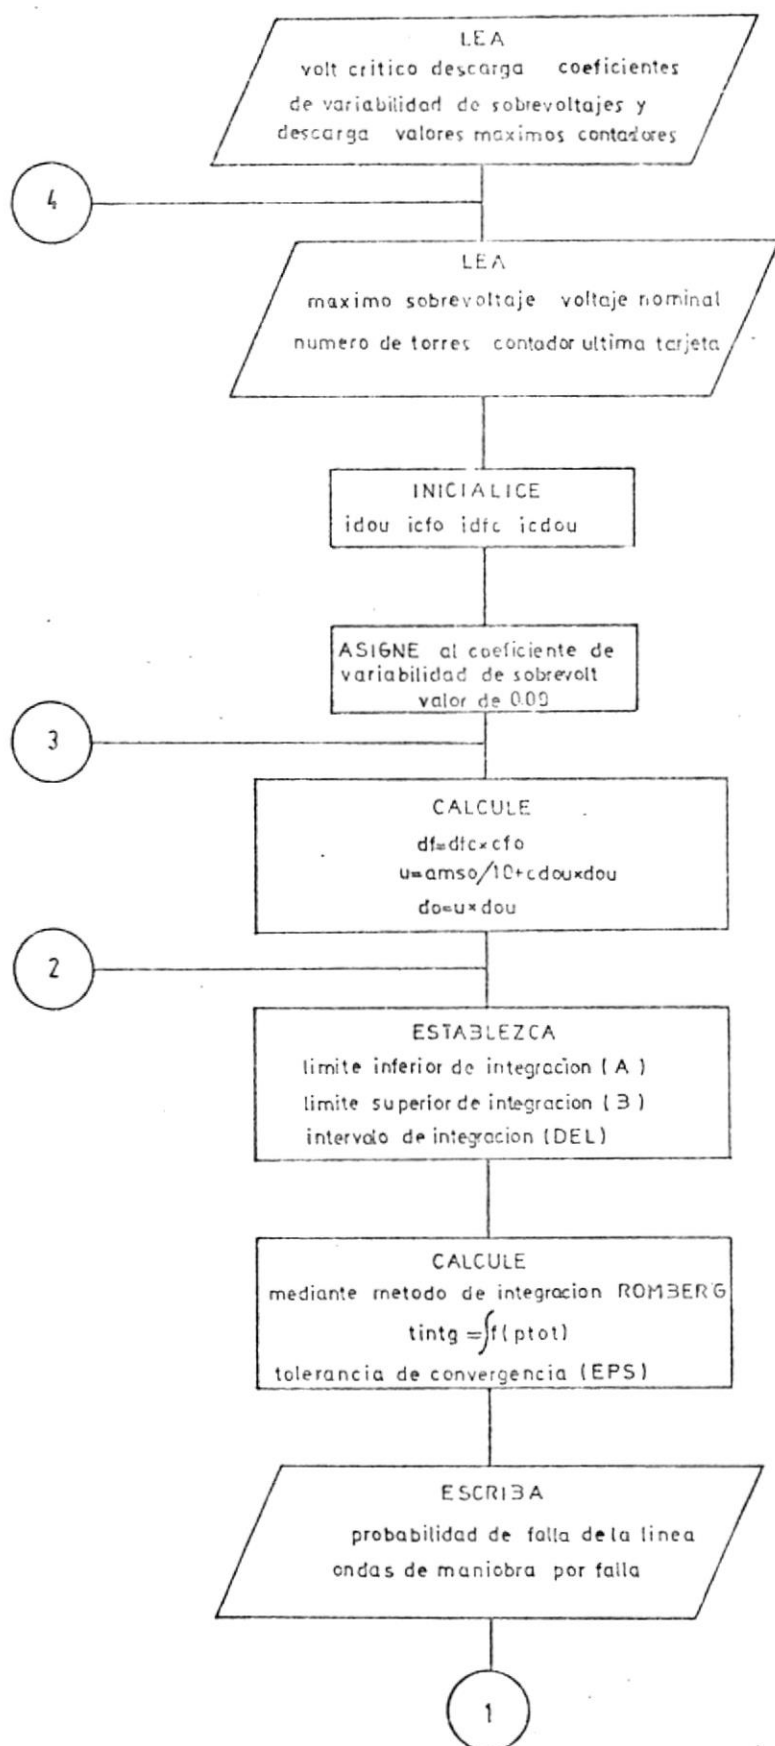 LEA
volt critico descarga coeficientes
de variabilidad de sobrevoltajes y
descarga valores maximos contadores
4
LEA
maximo sobrevoltaje voltaje nominal
numero de torres contador ultima tarjeta
INICIALICE
idou icfo idfc icdou
ASIGNE al coeficiente de
variabilidad de sobrevolt
valor de 0.09
3
CALCULE
df=dfc×cfo
u=amso/10+cdou×dou
do=u×dou
2
ESTABLEZCA
limite inferior de integracion (A)
limite superior de integracion (B)
intervalo de integracion (DEL)
CALCULE
mediante metodo de integracion ROMBERG
tintg=∫f(ptot)
tolerancia de convergencia (EPS)
ESCRIBA
probabilidad de falla de la linea
ondas de maniobra por falla
1